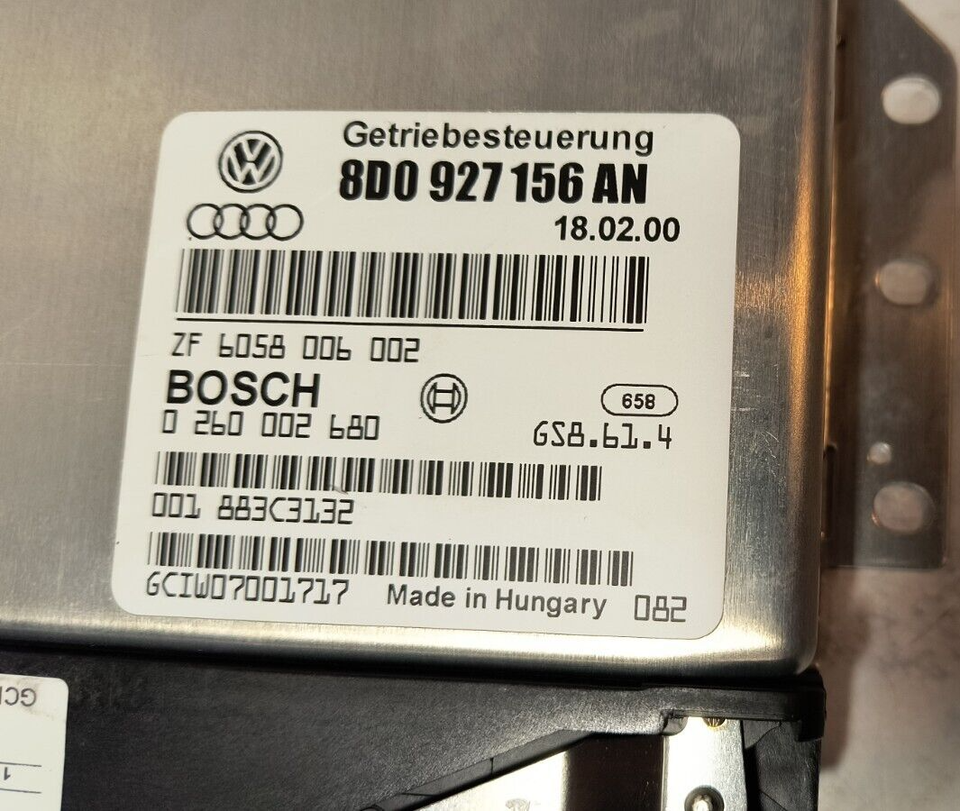 Getriebesteuerung
8D0 927 156 AN
18.02.00
ZF 6058 006 002
BOSCH
658
0 260 002 680
GS8.61.4
001 883C3132
GCIW07001717
Made in Hungary 082